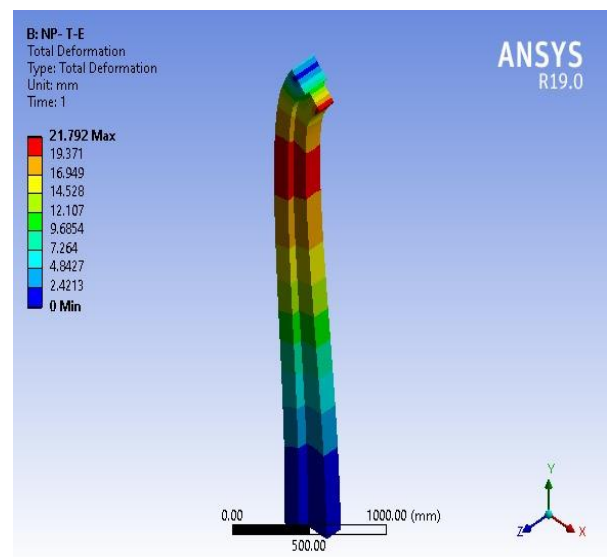 B: NP- T-E
Total Deformation
Type: Total Deformation
Unit: mm
Time: 1
21.792 Max
19.371
16.949
14.528
12.107
9.6854
7.264
4.8427
2.4213
0 Min
ANSYS
R19.0
0.00
1000.00 (mm)
500.00
Y
Z
X